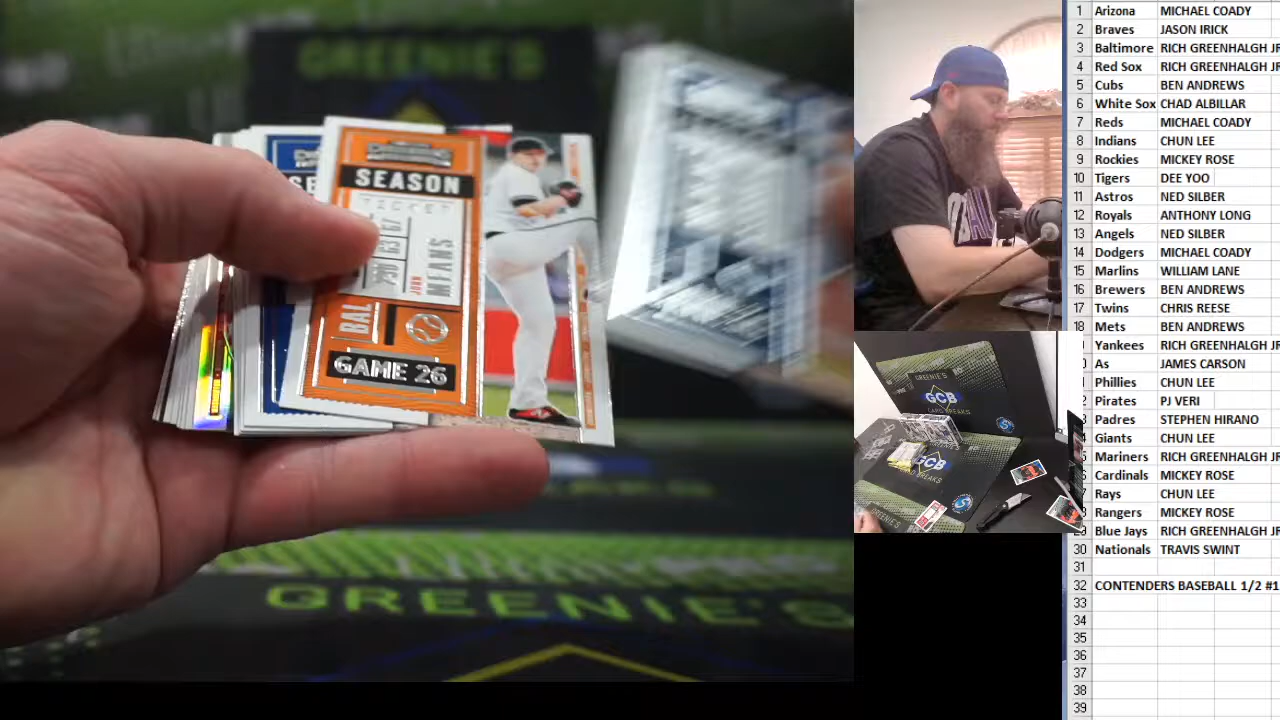 GREENIE'S
CONTENDERS
SEASON
TICKET
JOHN
MEANS
BAL
GAME 26
GREENIE'S
GREENIE'S
GCB
CARD BREAKS
GCB
1 Arizona MICHAEL COADY
2 Braves JASON IRICK
3 Baltimore RICH GREENHALGH JR
4 Red Sox RICH GREENHALGH JR
5 Cubs BEN ANDREWS
6 White Sox CHAD ALBILLAR
7 Reds MICHAEL COADY
8 Indians CHUN LEE
9 Rockies MICKEY ROSE
10 Tigers DEE YOO
11 Astros NED SILBER
12 Royals ANTHONY LONG
13 Angels NED SILBER
14 Dodgers MICHAEL COADY
15 Marlins WILLIAM LANE
16 Brewers BEN ANDREWS
17 Twins CHRIS REESE
18 Mets BEN ANDREWS
Yankees RICH GREENHALGH JR
As JAMES CARSON
Phillies CHUN LEE
Pirates PJ VERI
Padres STEPHEN HIRANO
Giants CHUN LEE
Mariners RICH GREENHALGH JR
Cardinals MICKEY ROSE
Rays CHUN LEE
Rangers MICKEY ROSE
Blue Jays RICH GREENHALGH JR
30 Nationals TRAVIS SWINT
31
32 CONTENDERS BASEBALL 1/2 #1
33
34
35
36
37
38
39